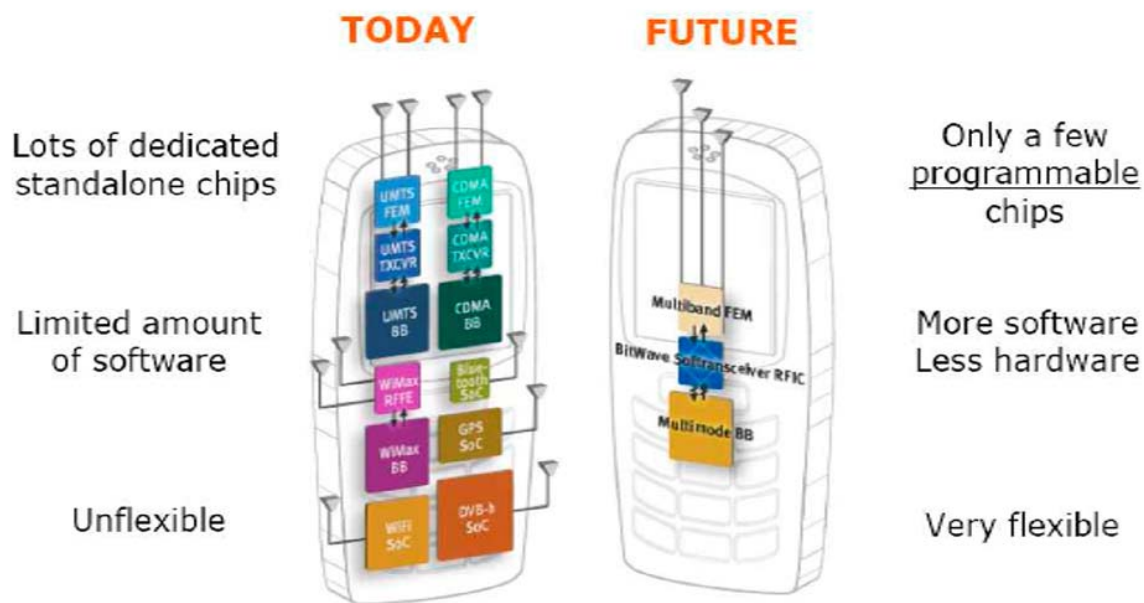 TODAY
FUTURE
Lots of dedicated
standalone chips
Limited amount
of software
Unflexible
UMTS
FEM
CDMA
FEM
UMTS
TXCVR
CDMA
TXCVR
UMTS
BB
CDMA
BB
WiMax
RFFE
Blue-
tooth
SoC
WiMax
BB
GPS
SoC
WiFi
SoC
DVB-h
SoC
Multiband FEM
BitWave Softransceiver RFIC
Multimode BB
Only a few
programmable
chips
More software
Less hardware
Very flexible